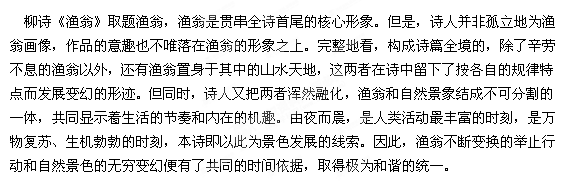 柳诗《渔翁》取题渔翁，渔翁是贯串全诗首尾的核心形象。但是，诗人并非孤立地为渔
翁画像，作品的意趣也不唯落在渔翁的形象之上。完整地看，构成诗篇全境的，除了辛劳
不息的渔翁以外，还有渔翁置身于其中的山水天地，这两者在诗中留下了按各自的规律特
点而发展变幻的形迹。但同时，诗人又把两者浑然融化，渔翁和自然景象结成不可分割的
一体，共同显示着生活的节奏和内在的机趣。由夜而晨，是人类活动最丰富的时刻，是万
物复苏、生机勃勃的时刻，本诗即以此为景色发展的线索。因此，渔翁不断变换的举止行
动和自然景色的无穷变幻便有了共同的时间依据，取得极为和谐的统一。